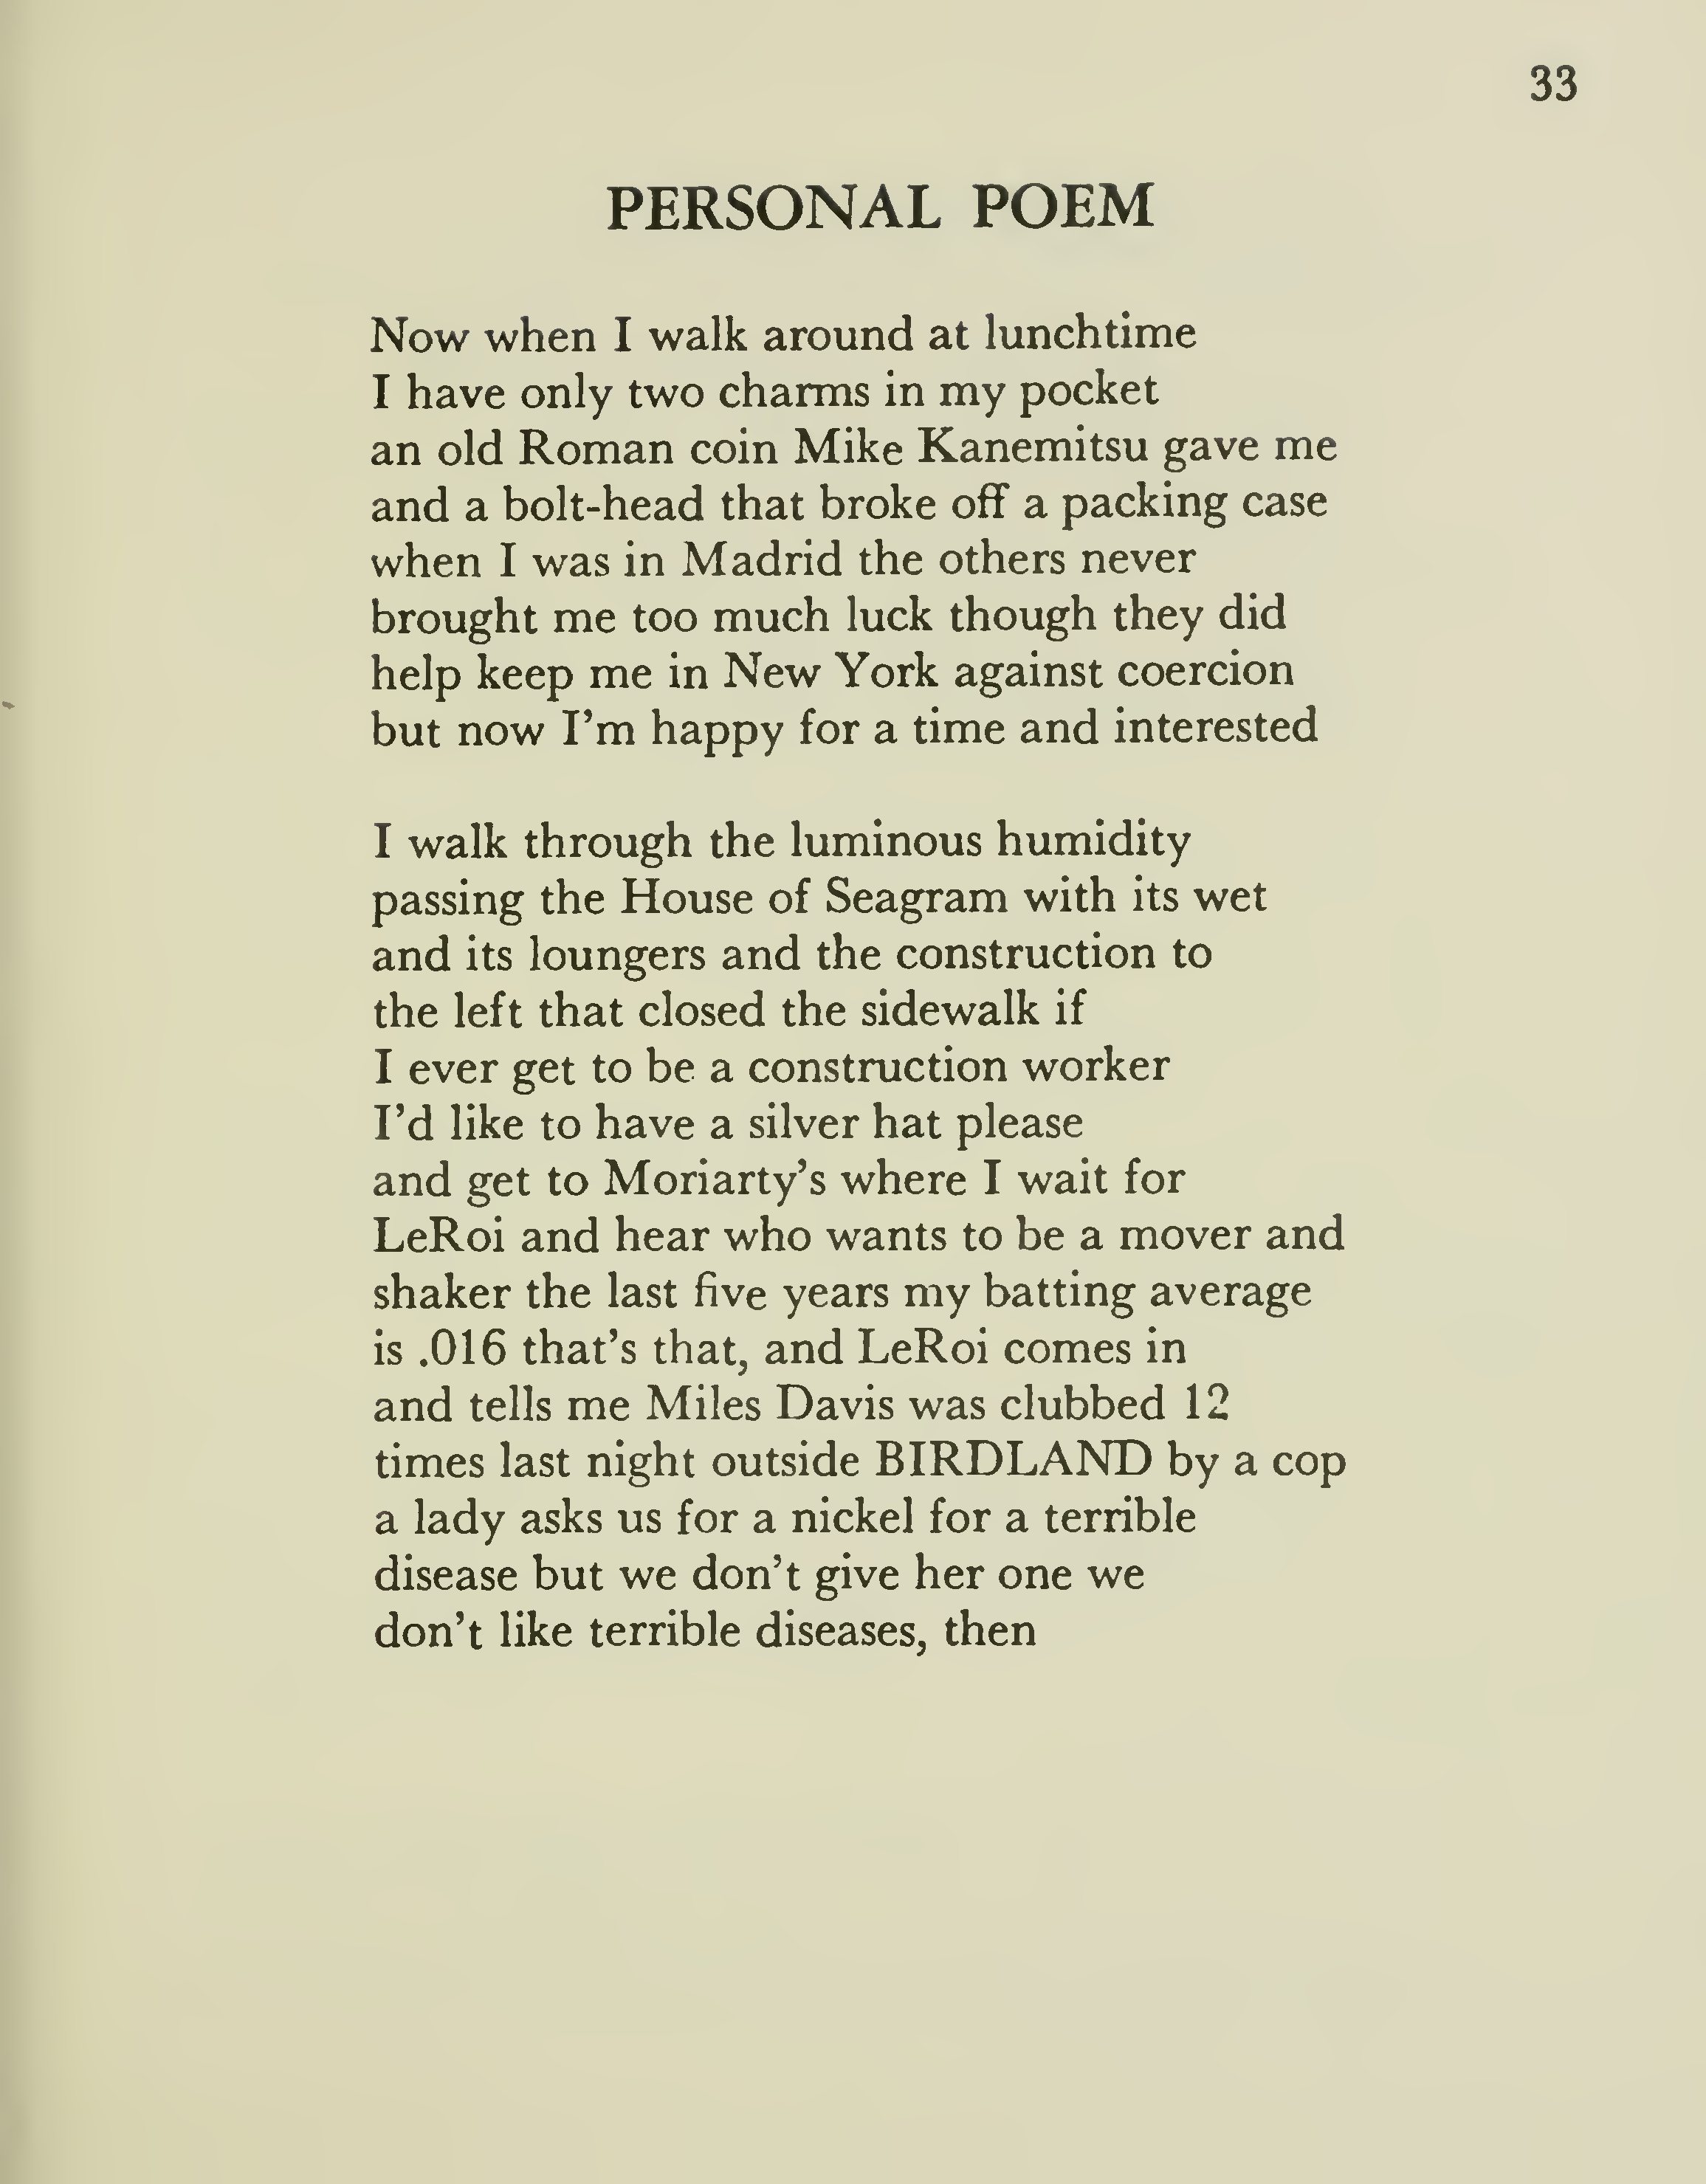 33
PERSONAL POEM
Now when I walk around at lunchtime
I have only two charms in my pocket
an old Roman coin Mike Kanemitsu gave me
and a bolt-head that broke off a packing case
when I was in Madrid the others never
brought me too much luck though they did
help keep me in New York against coercion
but now I'm happy for a time and interested
I walk through the luminous humidity
passing the House of Seagram with its wet
and its loungers and the construction to
the left that closed the sidewalk if
I ever get to be a construction worker
I'd like to have a silver hat please
and get to Moriarty's where I wait for
LeRoi and hear who wants to be a mover and
shaker the last five years my batting average
is .016 that's that, and LeRoi comes in
and tells me Miles Davis was clubbed 12
times last night outside BIRDLAND by a cop
a lady asks us for a nickel for a terrible
disease but we don't give her one we
don't like terrible diseases, then